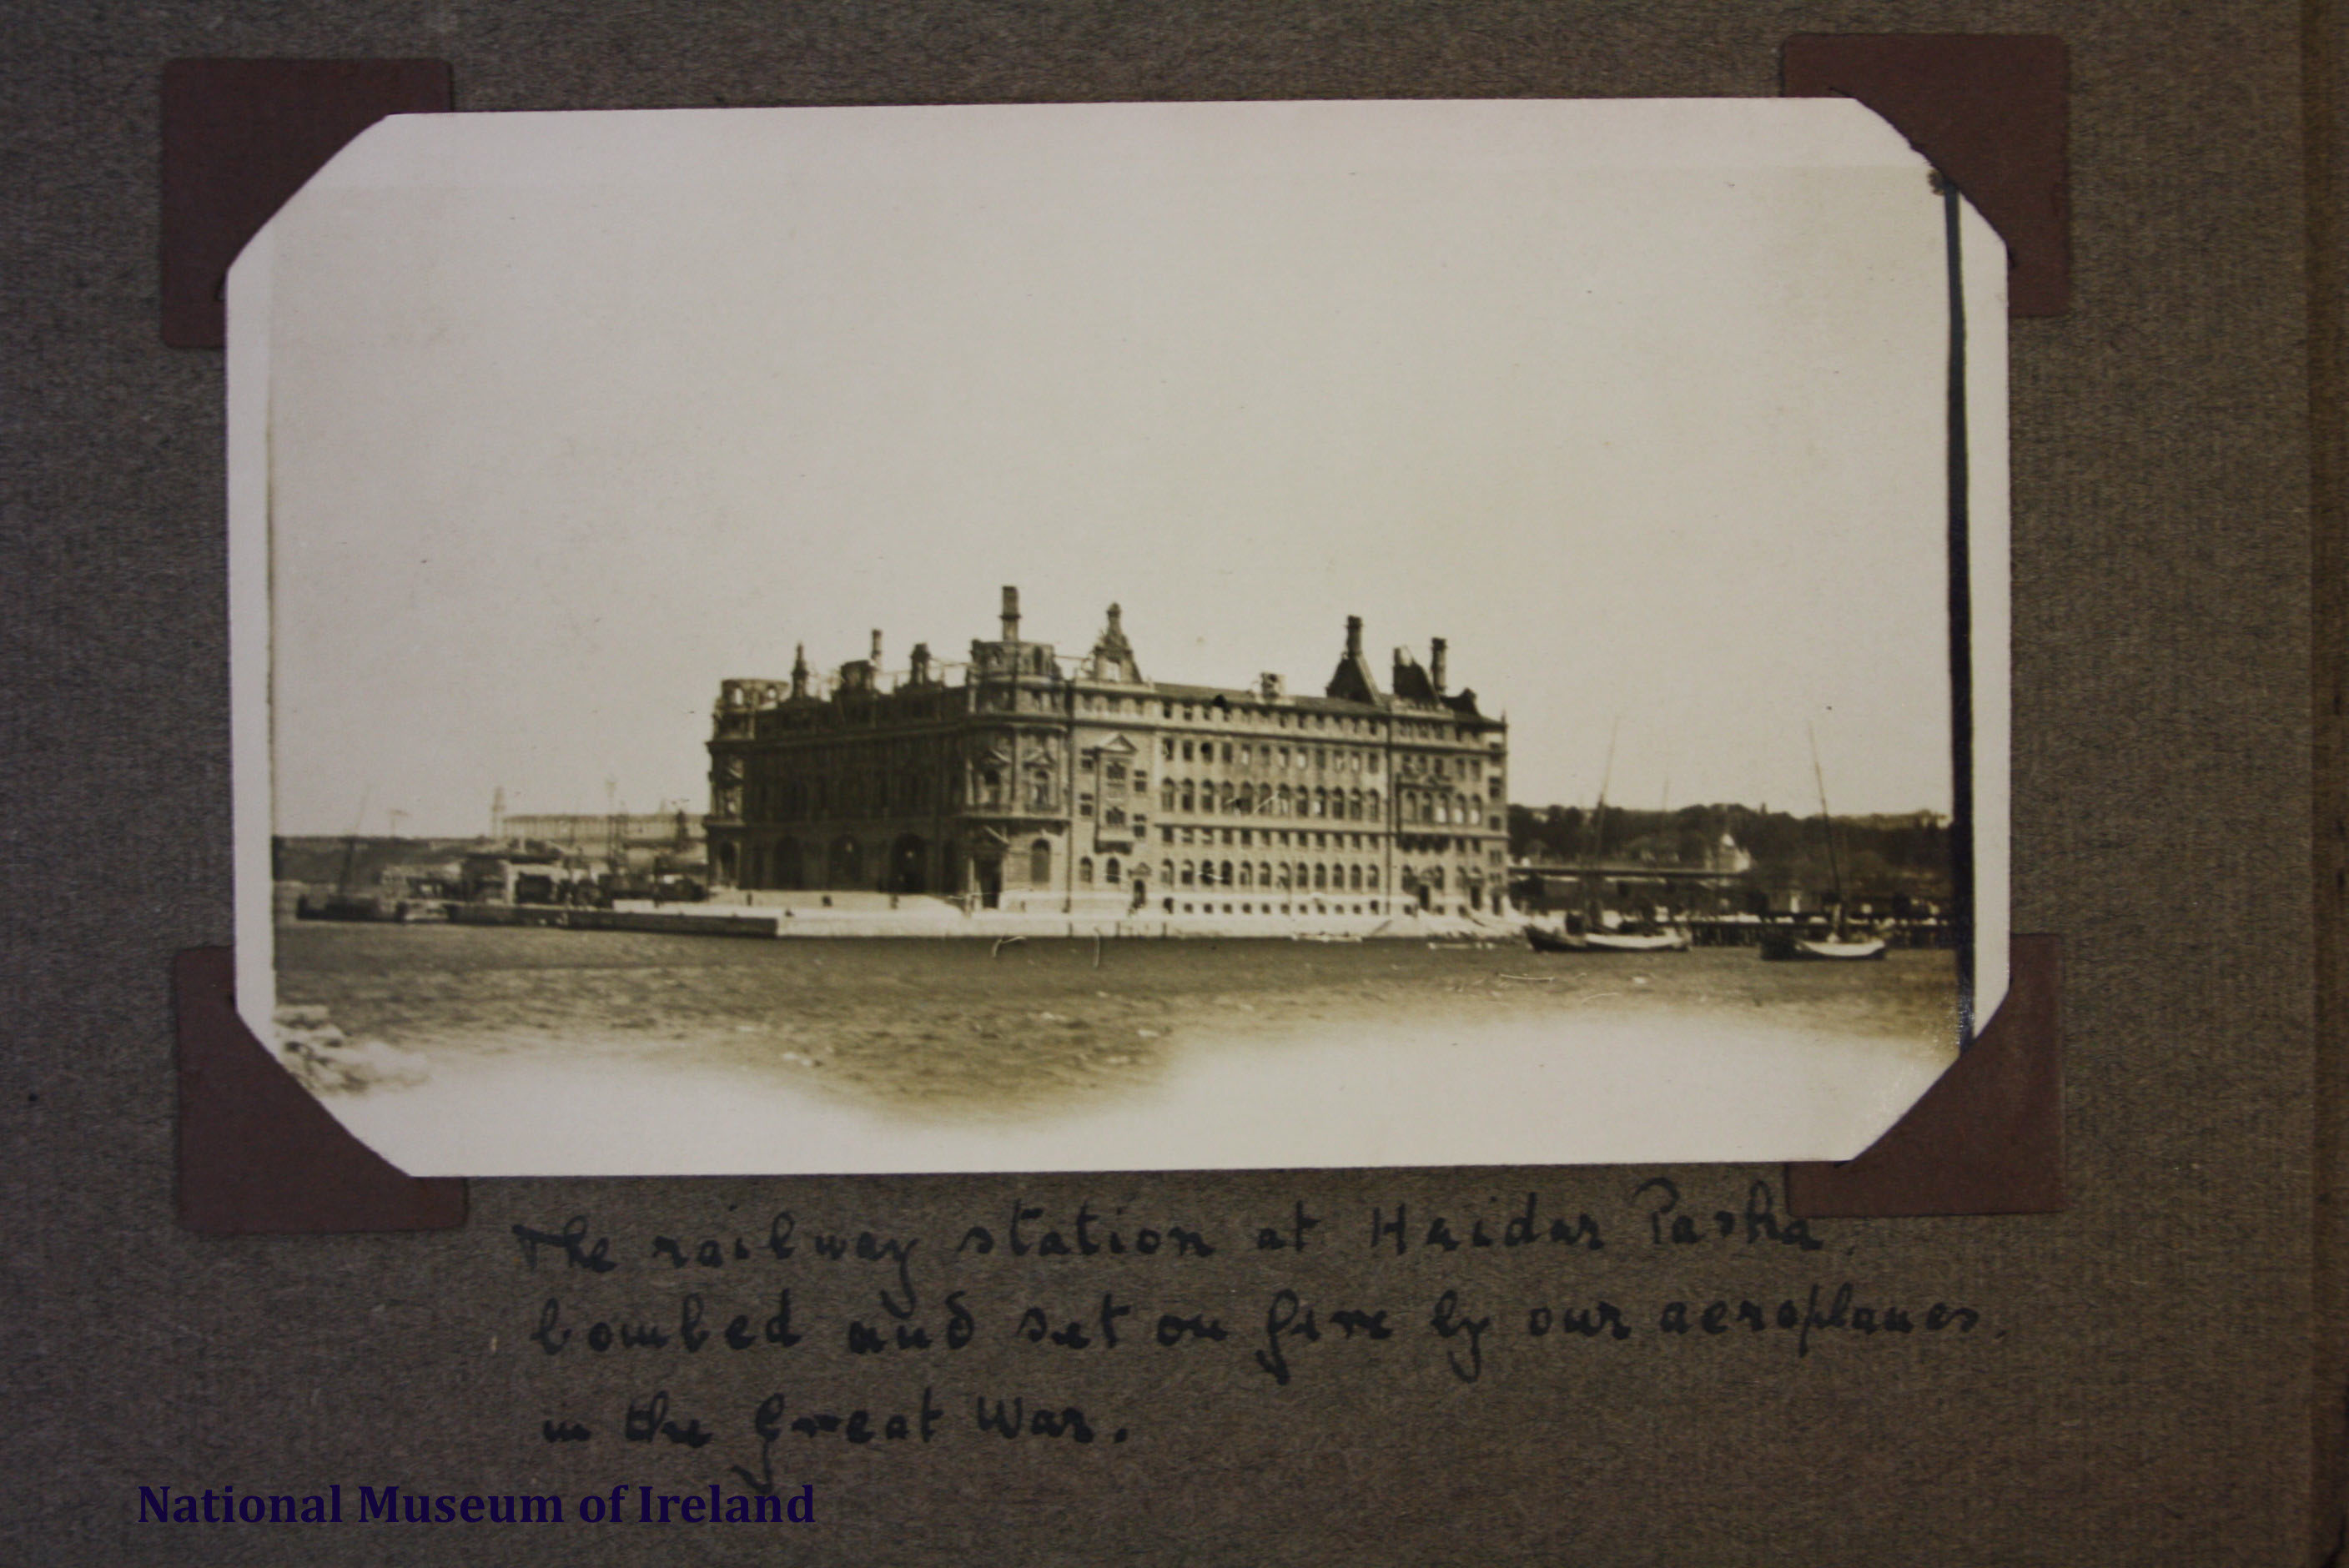 The railway station at Haidar Pasha.
bombed and set on fire by our aeroplanes.
in the Great War.
National Museum of Ireland